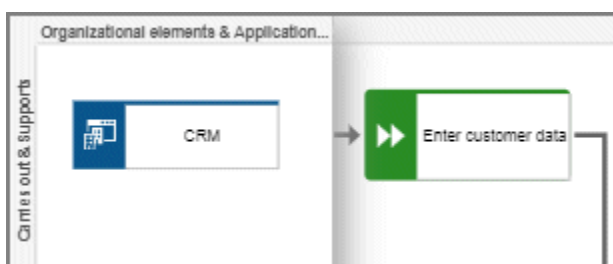 Organizational elements & Application...
Carries out & Supports
CRM
Enter customer data